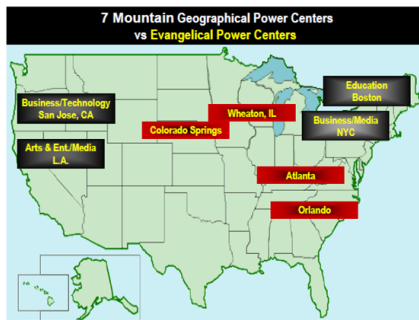 7 Mountain Geographical Power Centers
vs Evangelical Power Centers
Education
Boston
Business/Technology
San Jose, CA
Wheaton, IL
Business/Media
NYC
Colorado Springs
Arts & Ent./Media
L.A.
Atlanta
Orlando